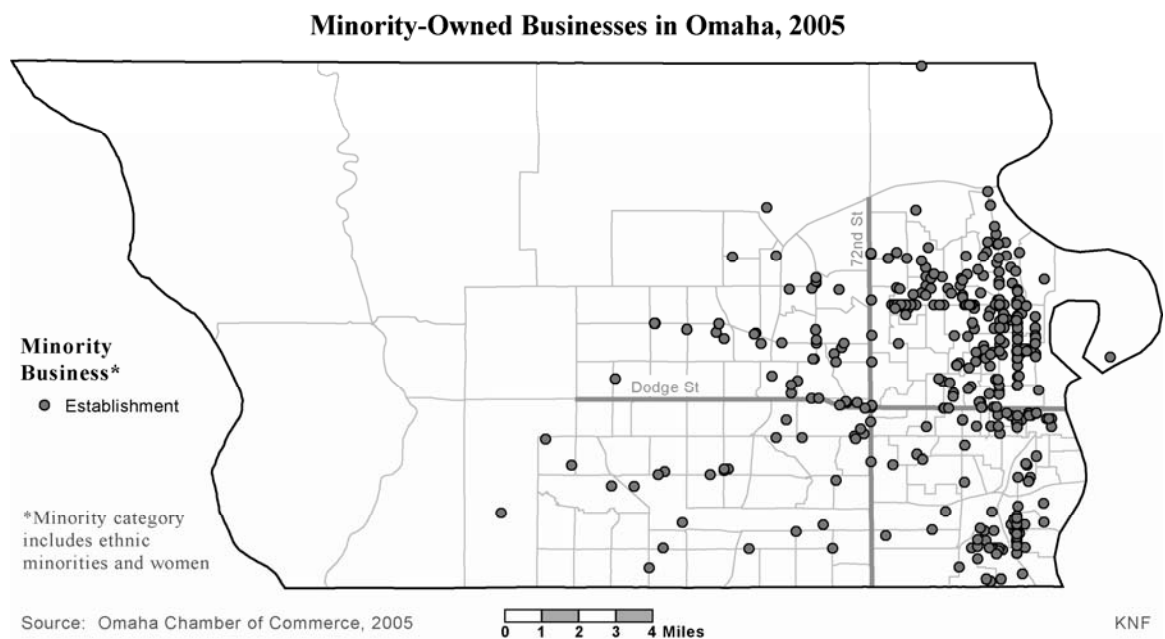 Minority-Owned Businesses in Omaha, 2005
72nd St
Dodge St
Minority
Business*
Establishment
*Minority category
includes ethnic
minorities and women
Source: Omaha Chamber of Commerce, 2005
0 1 2 3 4 Miles
KNF